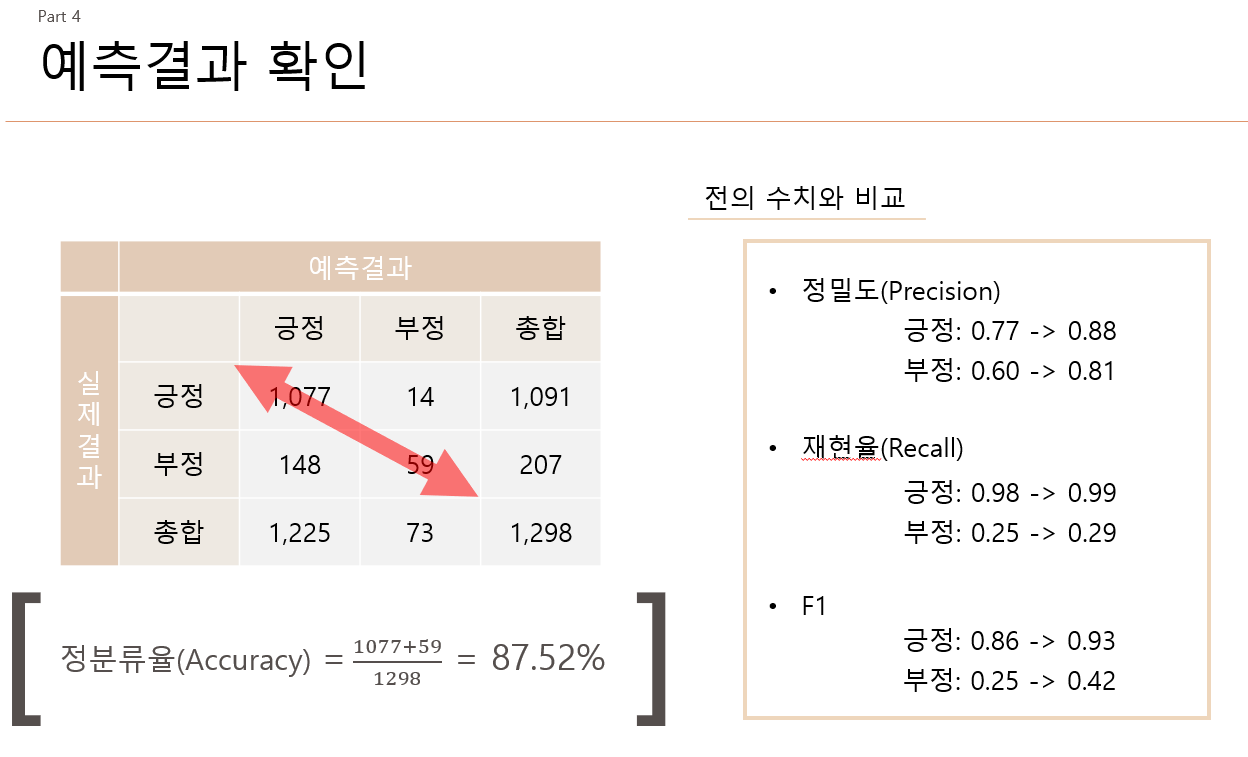 Part 4
예측결과 확인
예측결과
실제결과
긍정 부정 총합
긍정 1,077 14 1,091
부정 148 59 207
총합 1,225 73 1,298
[ 정분류율(Accuracy) = 1077+59/1298 = 87.52% ]
전의 수치와 비교
• 정밀도(Precision)
긍정: 0.77 -> 0.88
부정: 0.60 -> 0.81
• 재현율(Recall)
긍정: 0.98 -> 0.99
부정: 0.25 -> 0.29
• F1
긍정: 0.86 -> 0.93
부정: 0.25 -> 0.42